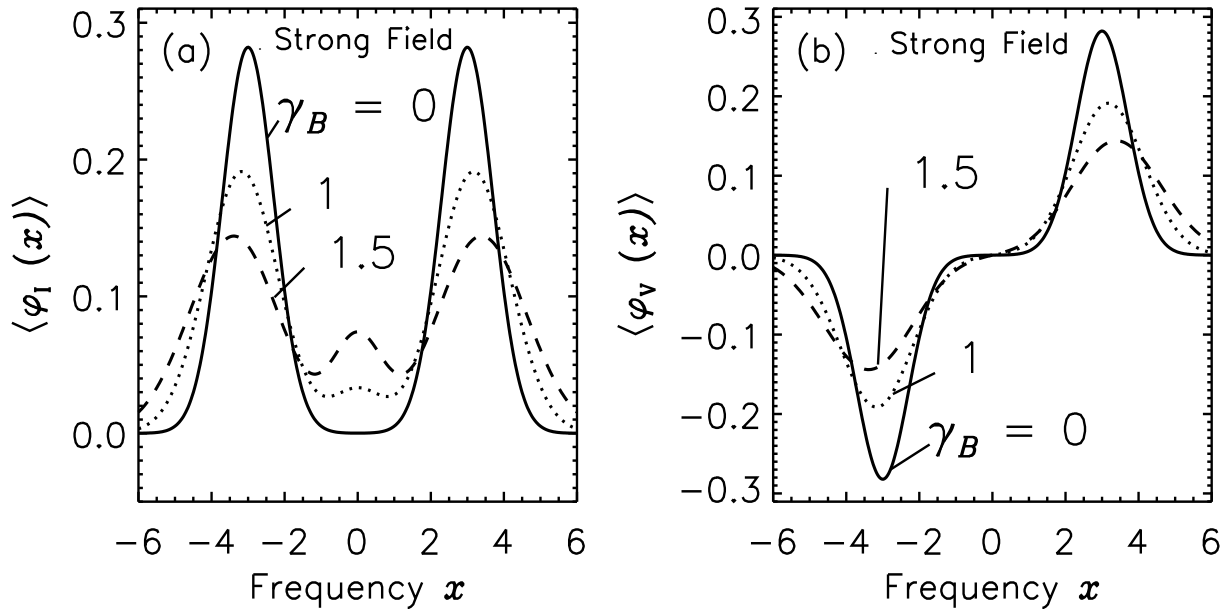 (a) Strong Field
γB = 0
1
1.5
⟨φI (x)⟩
0.3
0.2
0.1
0.0
−6 −4 −2 0 2 4 6
Frequency x
(b) Strong Field
1.5
1
γB = 0
⟨φV (x)⟩
0.3
0.2
0.1
0.0
−0.1
−0.2
−0.3
−6 −4 −2 0 2 4 6
Frequency x